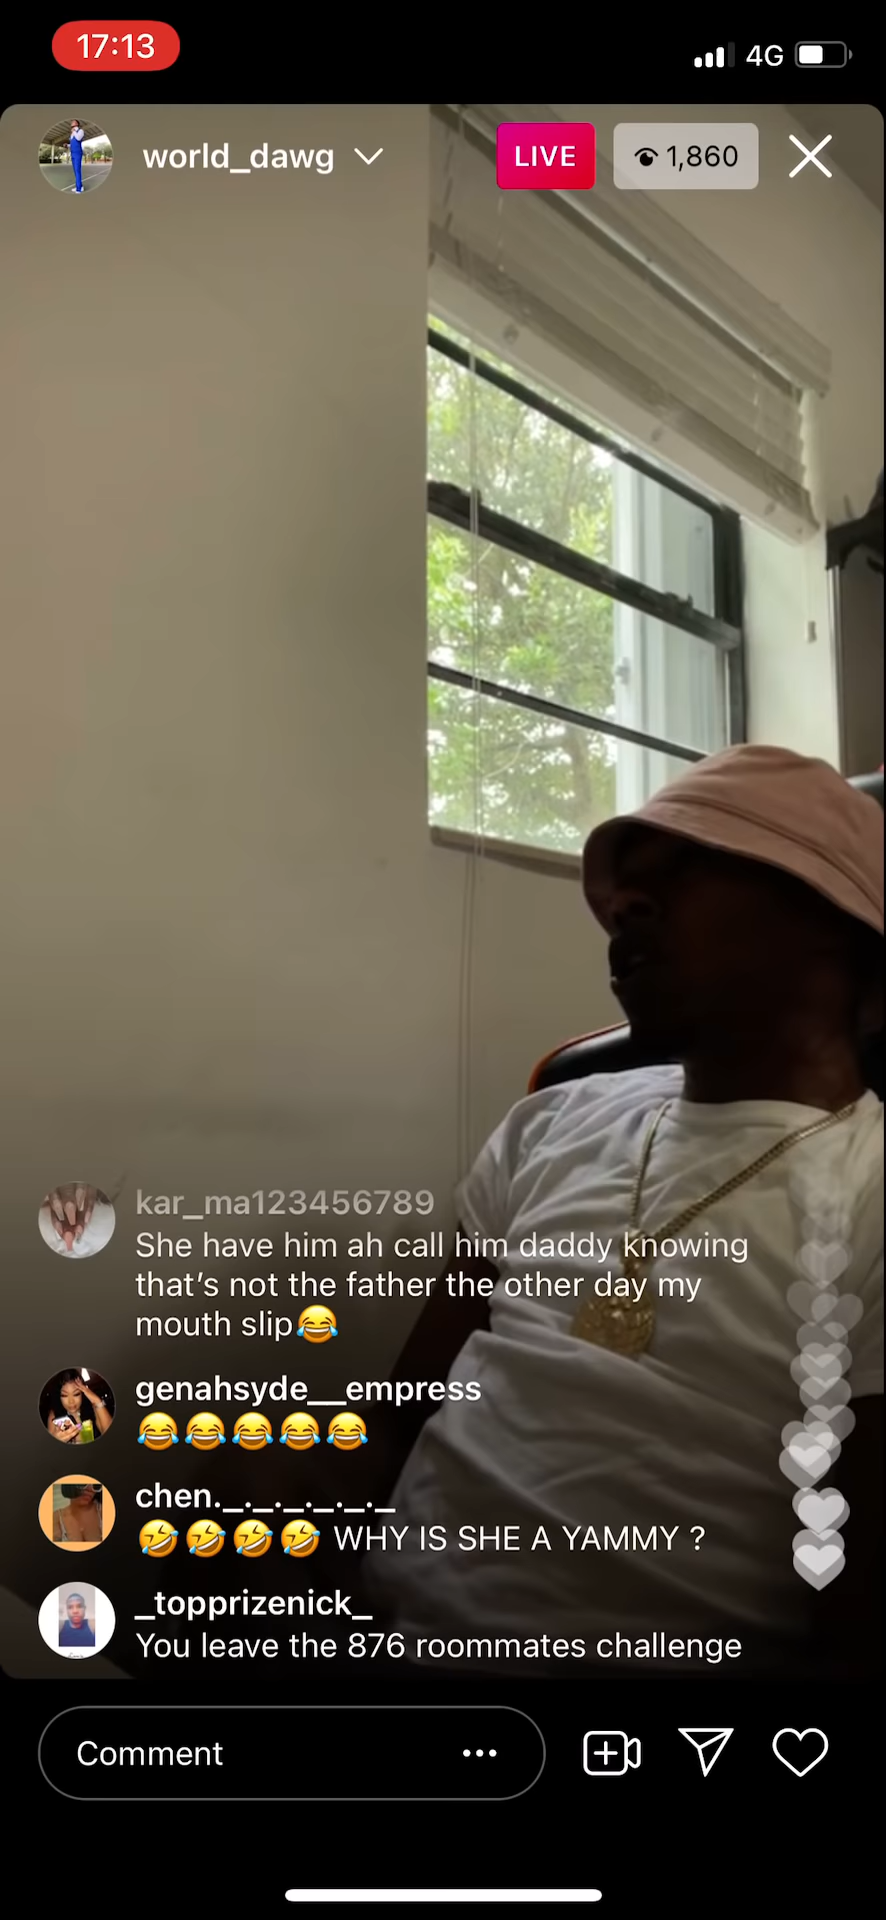 17:13
4G
world_dawg
LIVE
1,860
kar_ma123456789
She have him ah call him daddy knowing
that’s not the father the other day my
mouth slip😂
genahsyde__empress
😂😂😂😂😂
chen._._._._._._
🤣🤣🤣🤣 WHY IS SHE A YAMMY ?
_topprizenick_
You leave the 876 roommates challenge
Comment